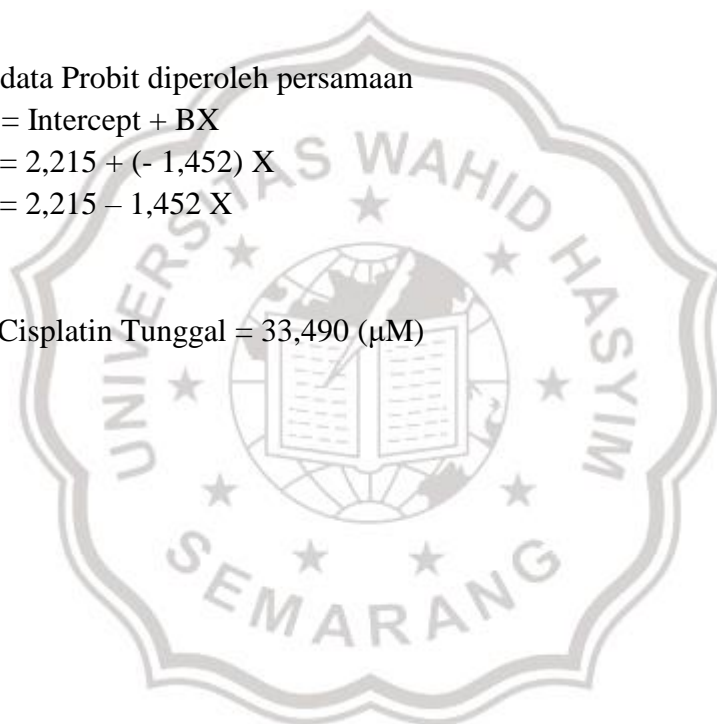 data Probit diperoleh persamaan
= Intercept + BX
= 2,215 + (- 1,452) X
= 2,215 – 1,452 X
Cisplatin Tunggal = 33,490 (μM)
UNIVERSITAS WAHID HASYIM
SEMARANG